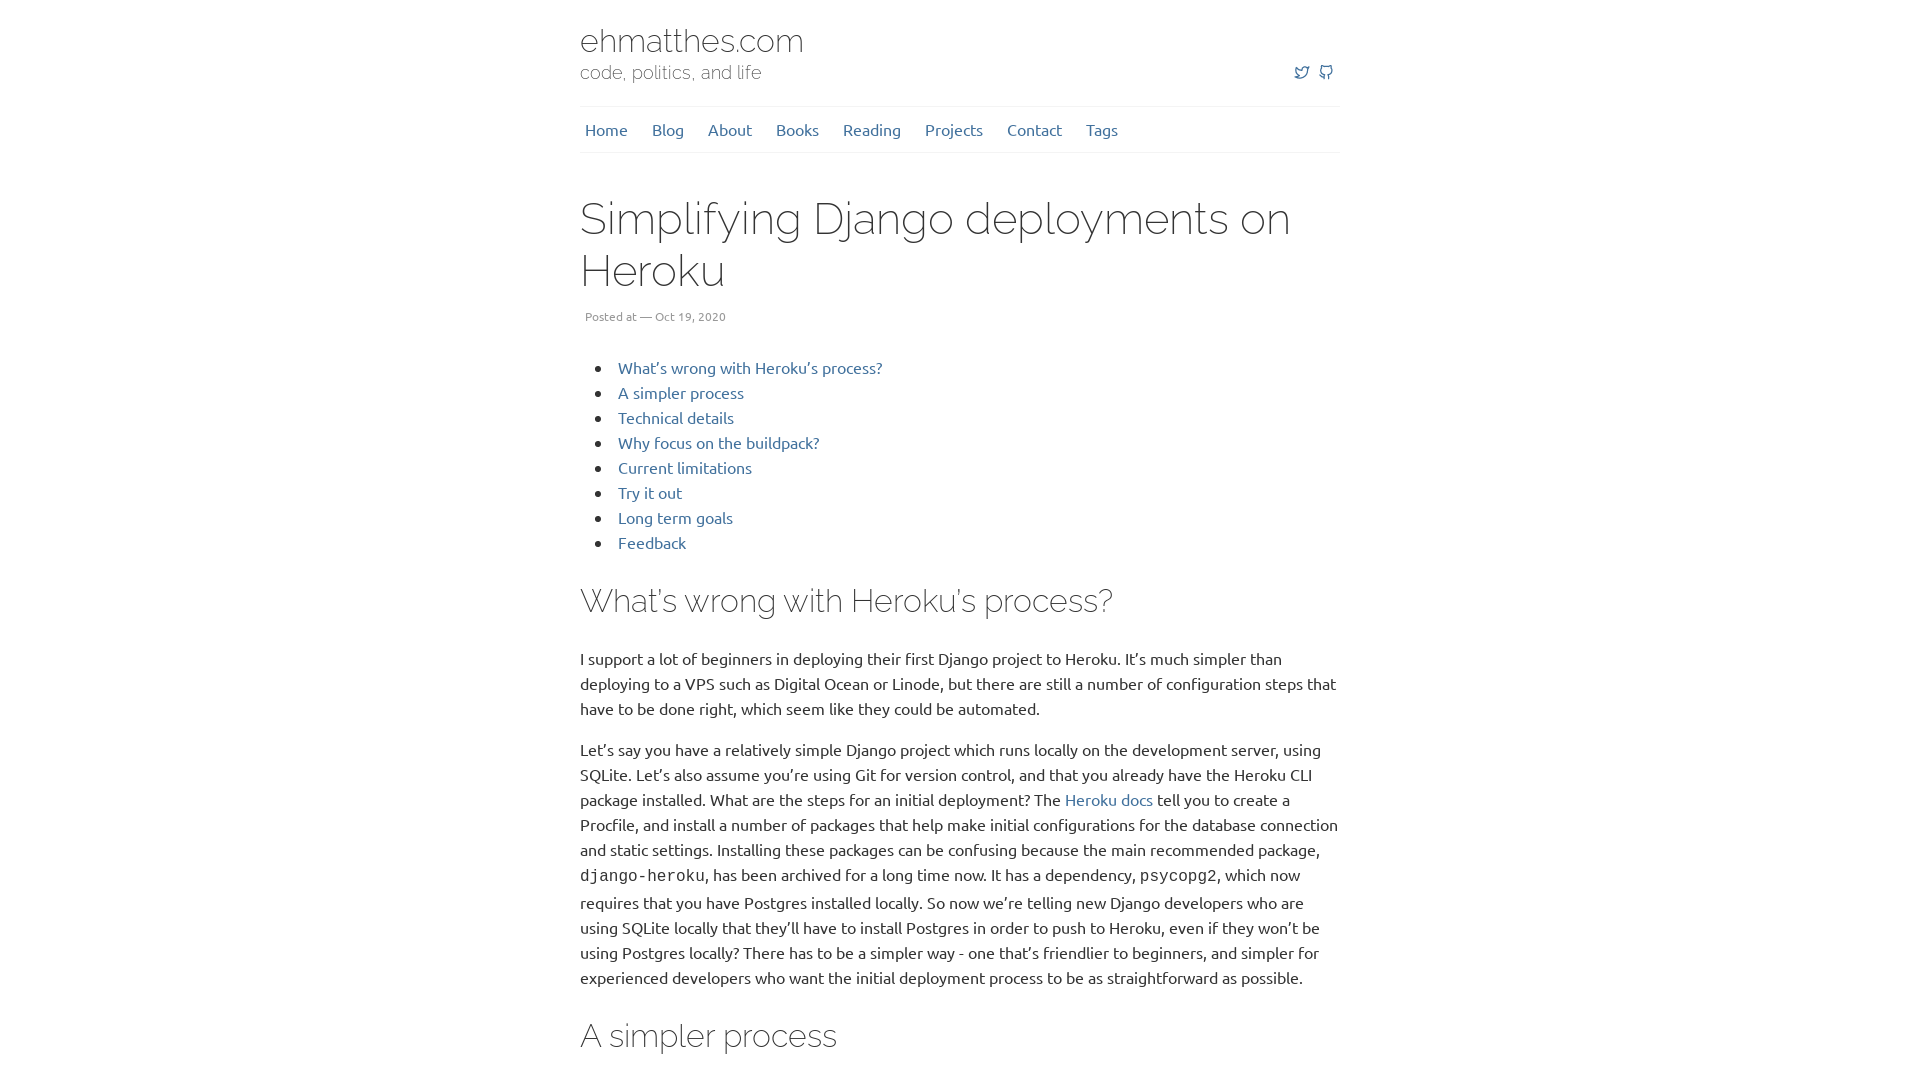 ehmatthes.com
code, politics, and life
Home Blog About Books Reading Projects Contact Tags
Simplifying Django deployments on
Heroku
Posted at — Oct 19, 2020
What’s wrong with Heroku’s process?
A simpler process
Technical details
Why focus on the buildpack?
Current limitations
Try it out
Long term goals
Feedback
What’s wrong with Heroku’s process?
I support a lot of beginners in deploying their first Django project to Heroku. It’s much simpler than
deploying to a VPS such as Digital Ocean or Linode, but there are still a number of configuration steps that
have to be done right, which seem like they could be automated.
Let’s say you have a relatively simple Django project which runs locally on the development server, using
SQLite. Let’s also assume you’re using Git for version control, and that you already have the Heroku CLI
package installed. What are the steps for an initial deployment? The Heroku docs tell you to create a
Procfile, and install a number of packages that help make initial configurations for the database connection
and static settings. Installing these packages can be confusing because the main recommended package,
django-heroku, has been archived for a long time now. It has a dependency, psycopg2, which now
requires that you have Postgres installed locally. So now we’re telling new Django developers who are
using SQLite locally that they’ll have to install Postgres in order to push to Heroku, even if they won’t be
using Postgres locally? There has to be a simpler way - one that’s friendlier to beginners, and simpler for
experienced developers who want the initial deployment process to be as straightforward as possible.
A simpler process